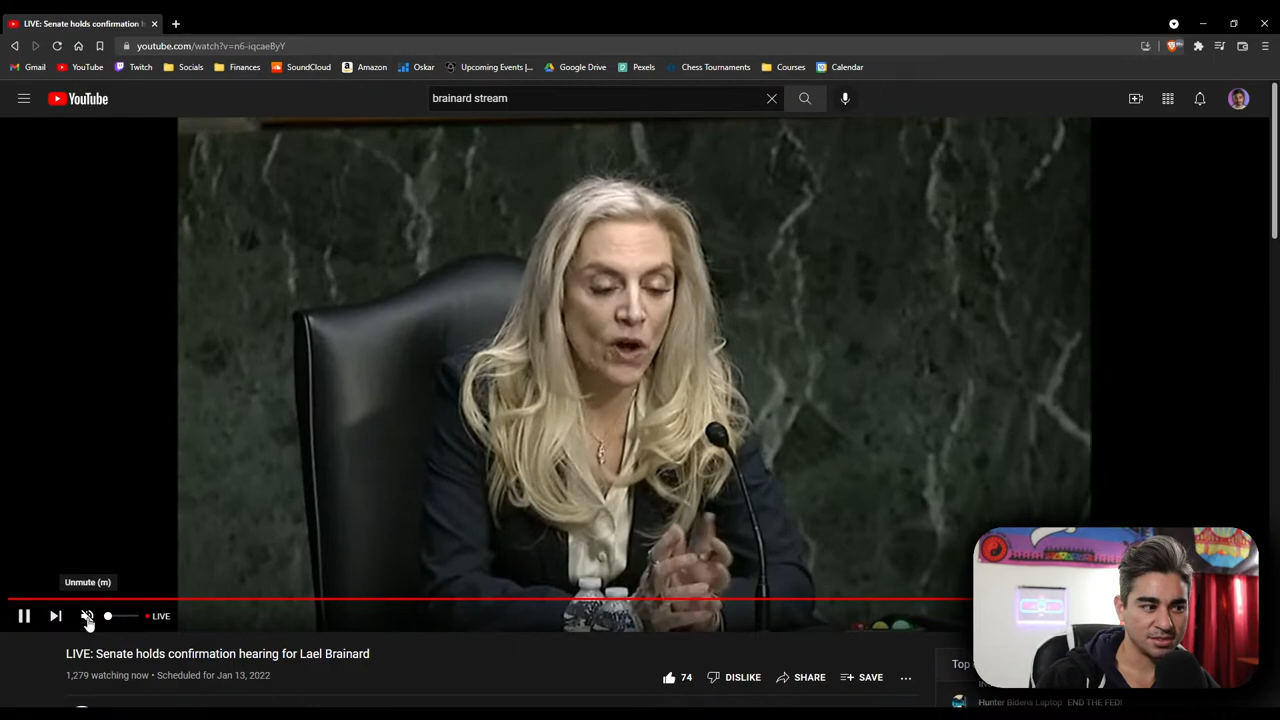 LIVE: Senate holds confirmation h
youtube.com/watch?v=n6-iqcaeByY
Gmail YouTube Twitch Socials Finances SoundCloud Amazon Oskar Upcoming Events |... Google Drive Pexels Chess Tournaments Courses Calendar
YouTube
brainard stream
Unmute (m)
LIVE
LIVE: Senate holds confirmation hearing for Lael Brainard
1,279 watching now • Scheduled for Jan 13, 2022
74 DISLIKE SHARE SAVE
Top
Hunter Bidens Laptop END THE FED!